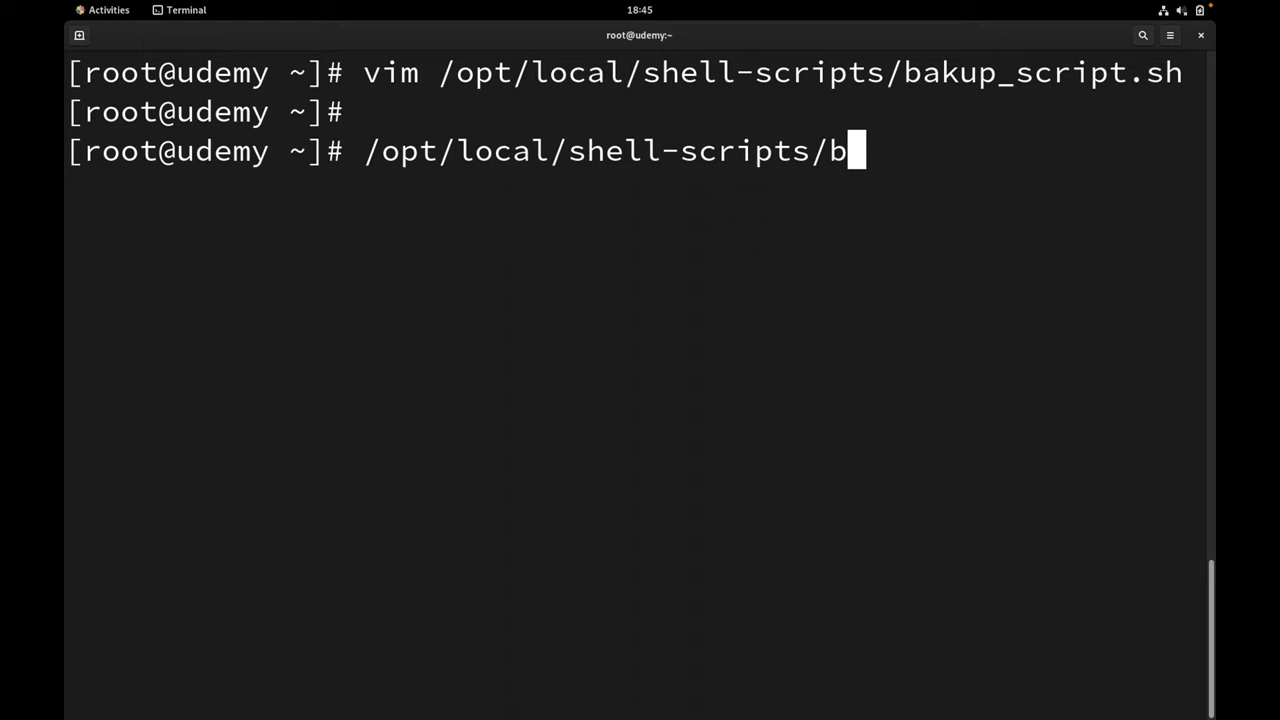 Activities Terminal 18:45
root@udemy:~
[root@udemy ~]# vim /opt/local/shell-scripts/bakup_script.sh
[root@udemy ~]#
[root@udemy ~]# /opt/local/shell-scripts/b